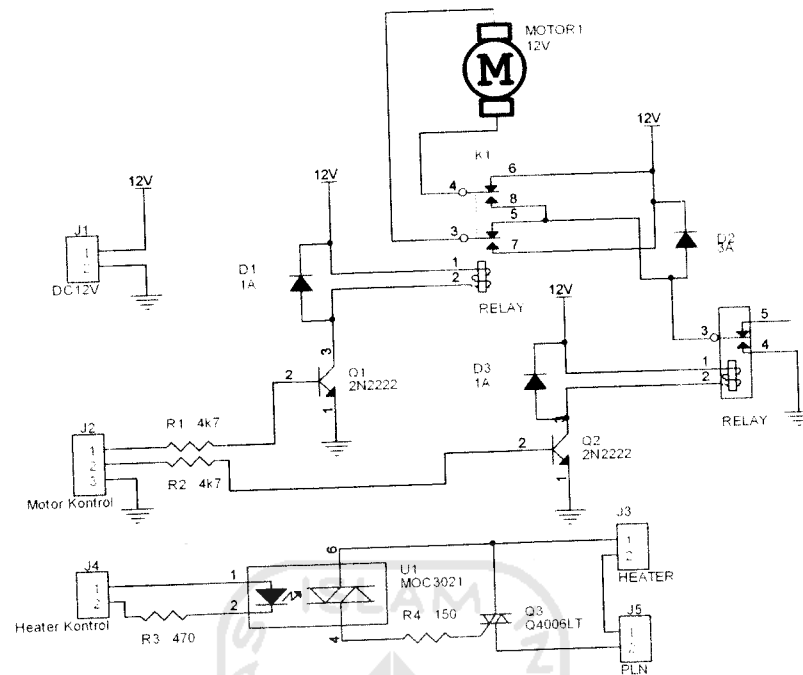 MOTOR1
12V
M
12V
K1
6
12V
4
8
5
12V
3
7
J1
1
2
DC12V
D1
1A
1
2
RELAY
D2
3A
12V
3
5
4
1
2
RELAY
3
2
Q1
2N2222
1
D3
1A
3
2
Q2
2N2222
1
R1 4k7
J2
1
2
3
R2 4k7
Motor Kontrol
J3
1
2
HEATER
6
U1
MOC3021
J4
1
2
1
2
ISLAM
R4 150
Q3
Q4006LT
J5
1
2
PLN
R3 470
4
Heater Kontrol